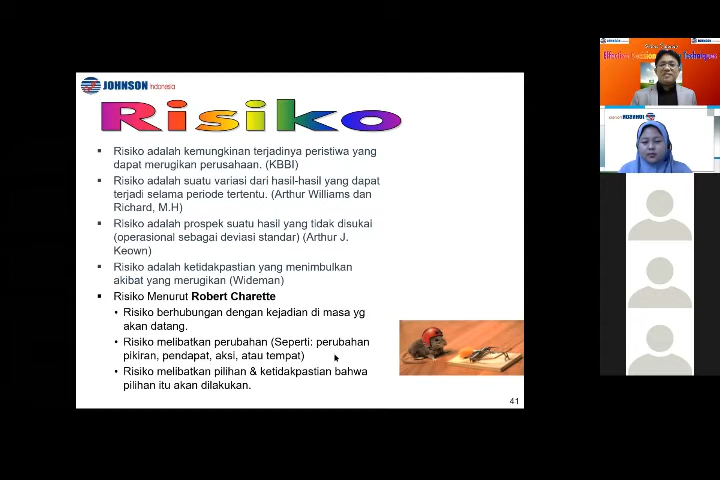 JOHNSON Indonesia
Risiko
▪ Risiko adalah kemungkinan terjadinya peristiwa yang
dapat merugikan perusahaan. (KBBI)
▪ Risiko adalah suatu variasi dari hasil-hasil yang dapat
terjadi selama periode tertentu. (Arthur Williams dan
Richard, M.H)
▪ Risiko adalah prospek suatu hasil yang tidak disukai
(operasional sebagai deviasi standar) (Arthur J.
Keown)
▪ Risiko adalah ketidakpastian yang menimbulkan
akibat yang merugikan (Wideman)
▪ Risiko Menurut Robert Charette
• Risiko berhubungan dengan kejadian di masa yg
akan datang.
• Risiko melibatkan perubahan (Seperti: perubahan
pikiran, pendapat, aksi, atau tempat)
• Risiko melibatkan pilihan & ketidakpastian bahwa
pilihan itu akan dilakukan.
41
JOHNSON
JOHNSON
Techniques